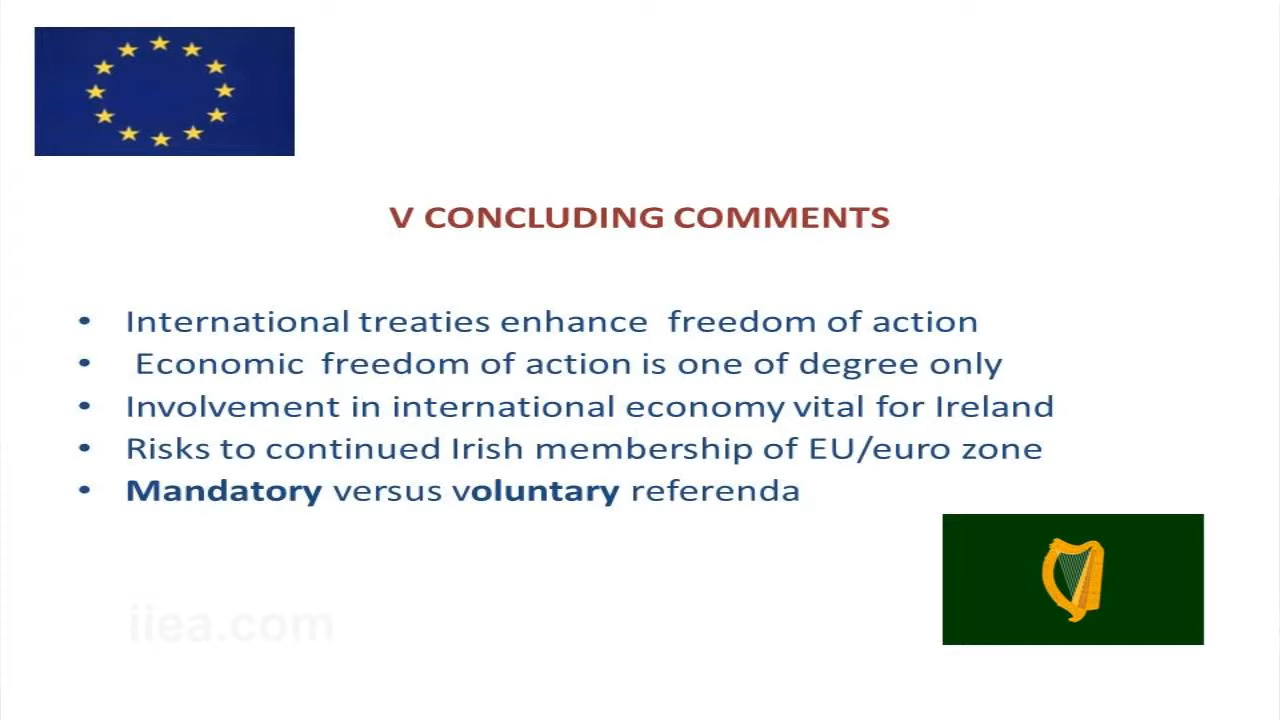 V CONCLUDING COMMENTS
• International treaties enhance freedom of action
• Economic freedom of action is one of degree only
• Involvement in international economy vital for Ireland
• Risks to continued Irish membership of EU/euro zone
• Mandatory versus voluntary referenda
iiea.com